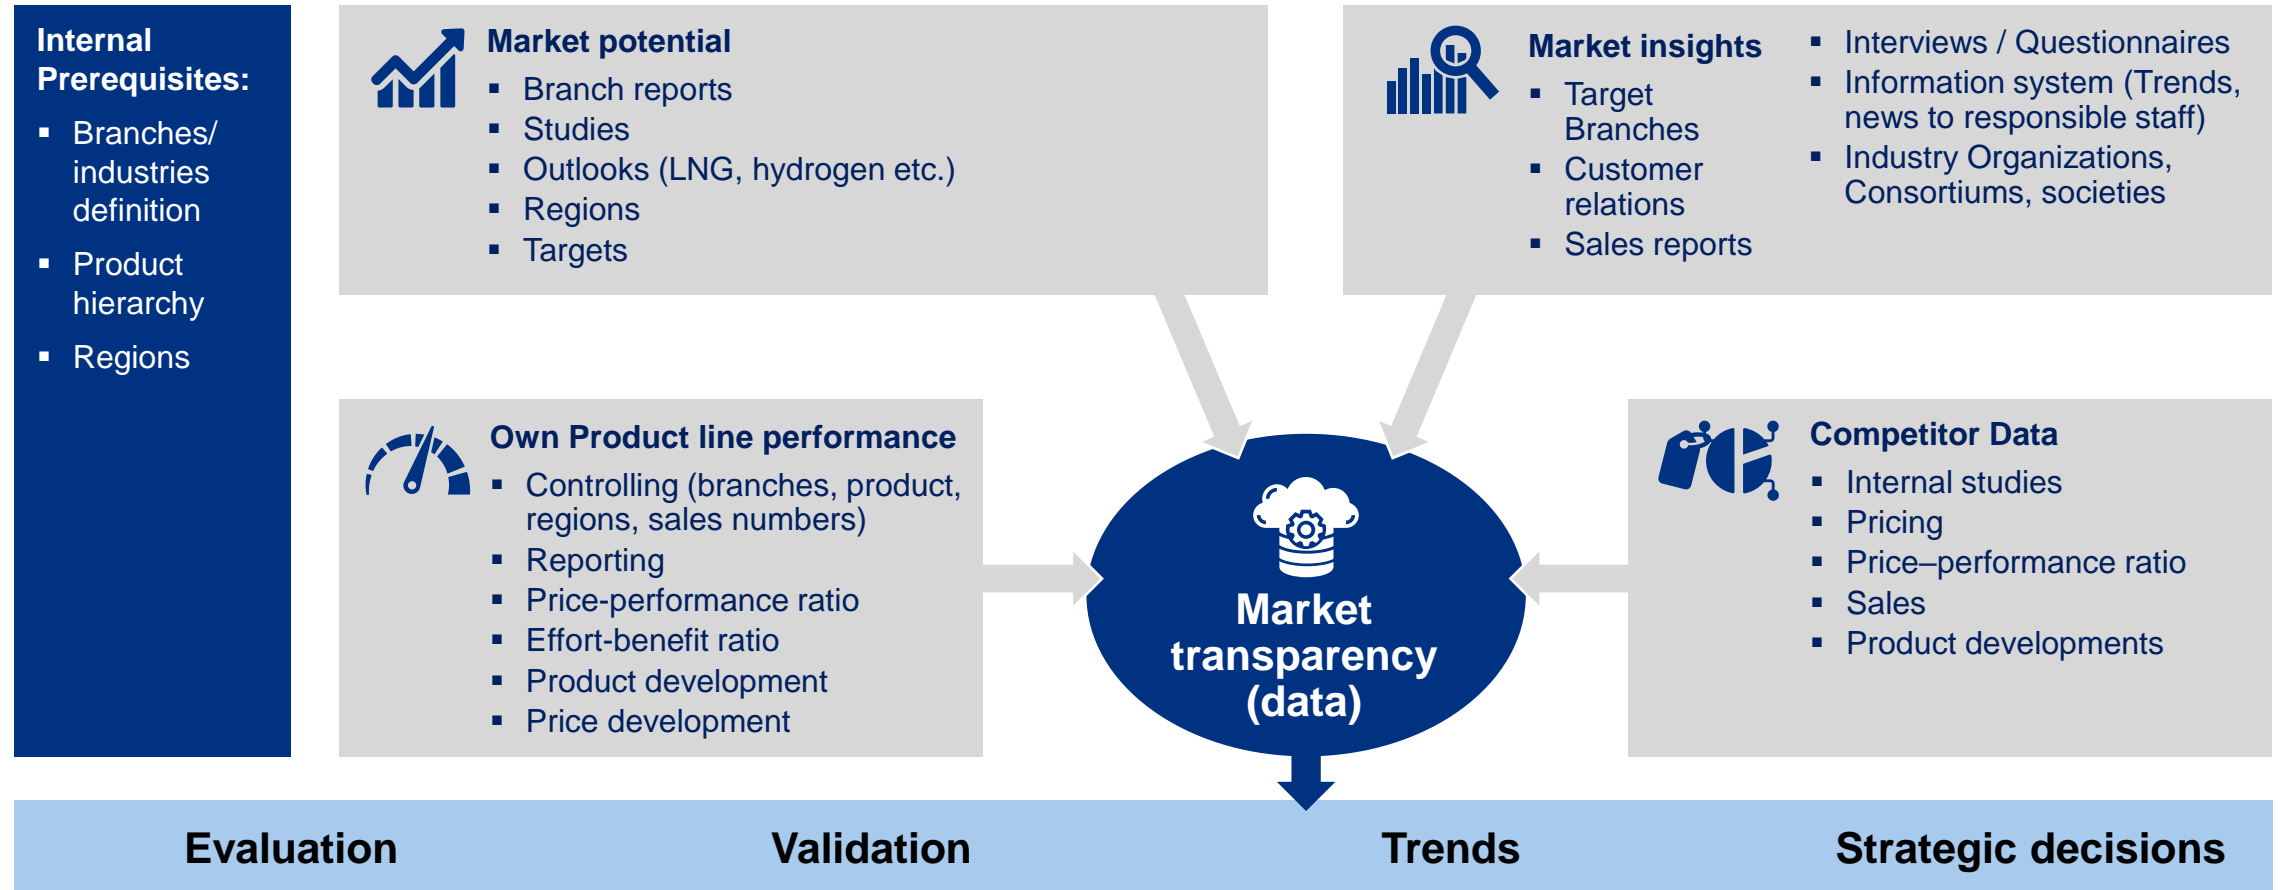 Internal
Prerequisites:
▪ Branches/
industries
definition
▪ Product
hierarchy
▪ Regions
Market potential
▪ Branch reports
▪ Studies
▪ Outlooks (LNG, hydrogen etc.)
▪ Regions
▪ Targets
Market insights
▪ Target
Branches
▪ Customer
relations
▪ Sales reports
▪ Interviews / Questionnaires
▪ Information system (Trends,
news to responsible staff)
▪ Industry Organizations,
Consortiums, societies
Own Product line performance
▪ Controlling (branches, product,
regions, sales numbers)
▪ Reporting
▪ Price-performance ratio
▪ Effort-benefit ratio
▪ Product development
▪ Price development
Market
transparency
(data)
Competitor Data
▪ Internal studies
▪ Pricing
▪ Price–performance ratio
▪ Sales
▪ Product developments
Evaluation
Validation
Trends
Strategic decisions